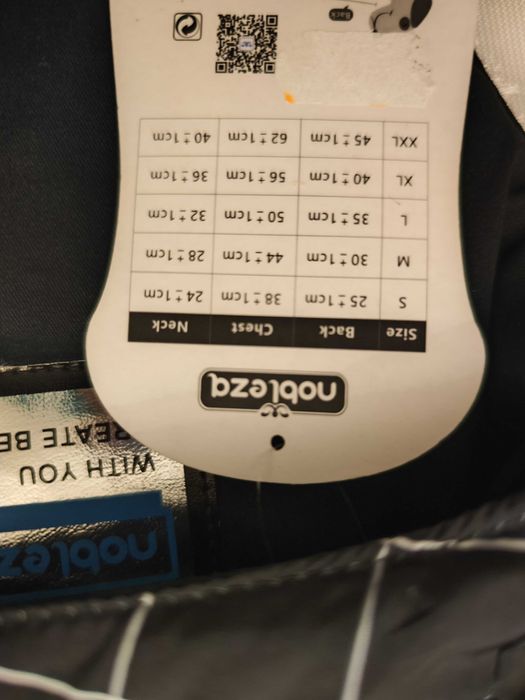 nobleza
Size Back Chest Neck
S 25±1cm 38±1cm 24±1cm
M 30±1cm 44±1cm 28±1cm
L 35±1cm 50±1cm 32±1cm
XL 40±1cm 56±1cm 36±1cm
XXL 45±1cm 62±1cm 40±1cm
Back
noblez
WITH YOU
REATE BE